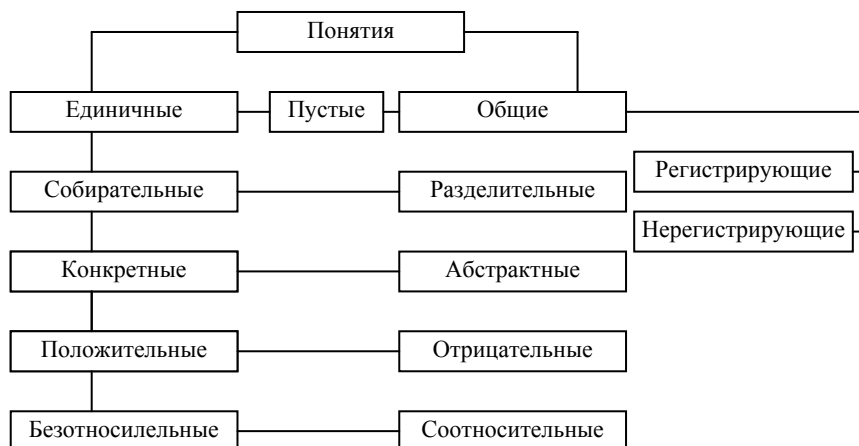 Понятия
Единичные
Пустые
Общие
Собирательные
Разделительные
Регистрирующие
Нерегистрирующие
Конкретные
Абстрактные
Положительные
Отрицательные
Безотносилельные
Соотносительные